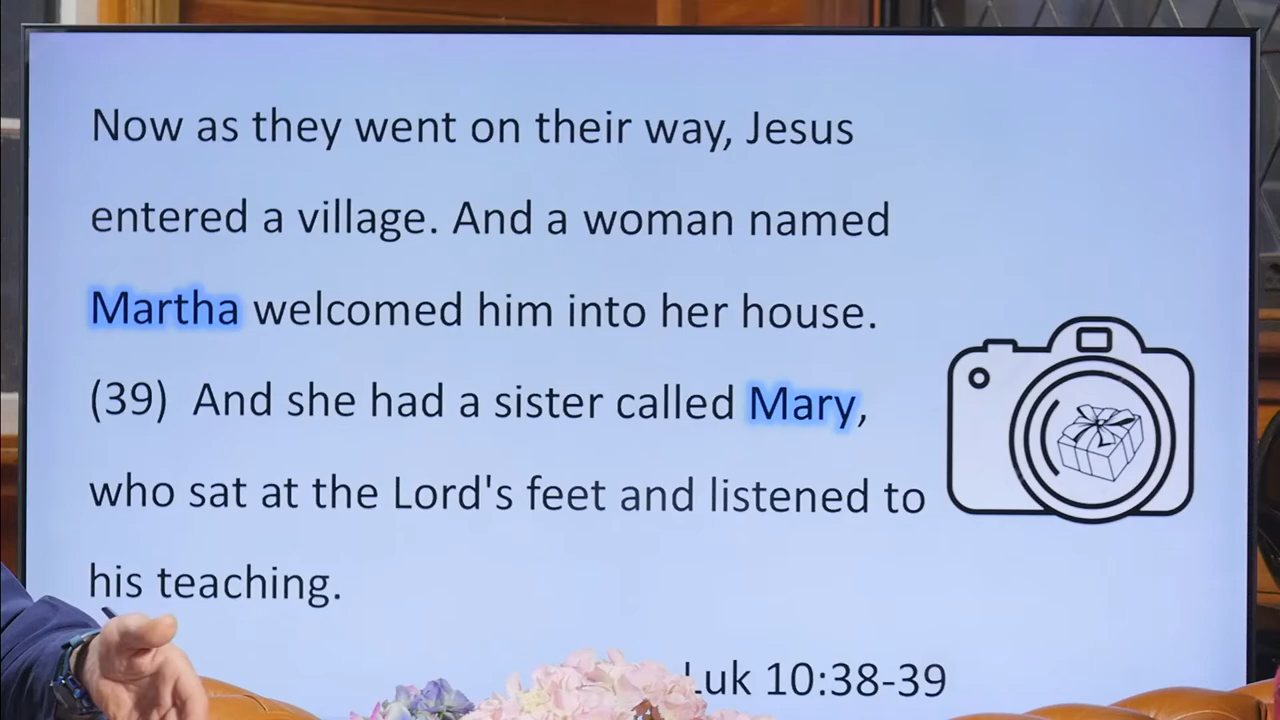 Now as they went on their way, Jesus
entered a village. And a woman named
Martha welcomed him into her house.
(39) And she had a sister called Mary,
who sat at the Lord's feet and listened to
his teaching.
Luk 10:38-39